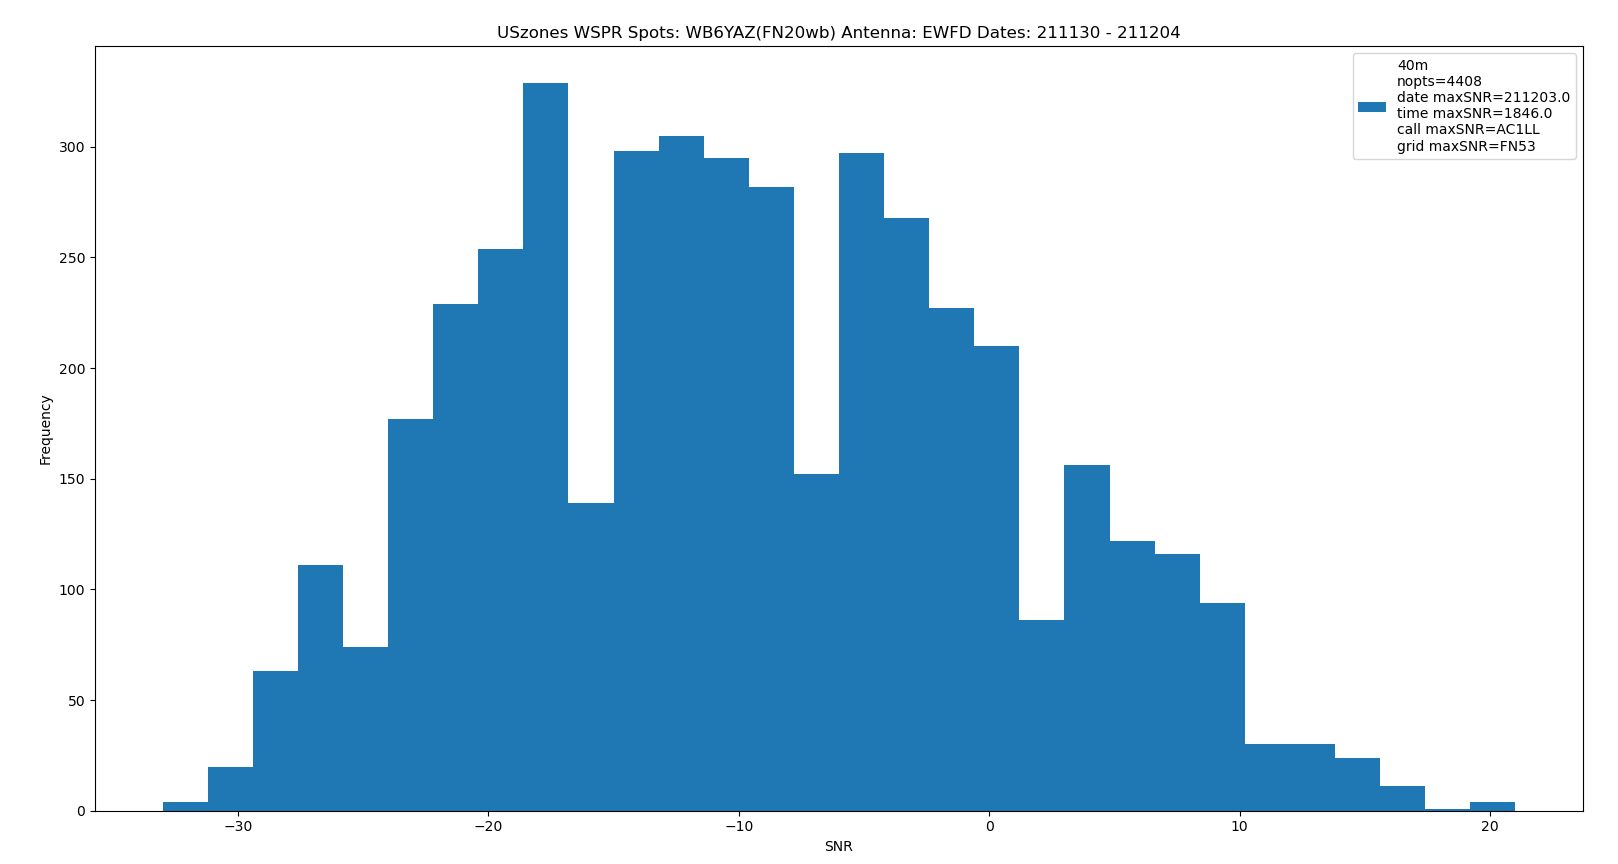 USzones WSPR Spots: WB6YAZ(FN20wb) Antenna: EWFD Dates: 211130 - 211204
40m
nopts=4408
date maxSNR=211203.0
time maxSNR=1846.0
call maxSNR=AC1LL
grid maxSNR=FN53
Frequency
300
250
200
150
100
50
0
−30 −20 −10 0 10 20
SNR